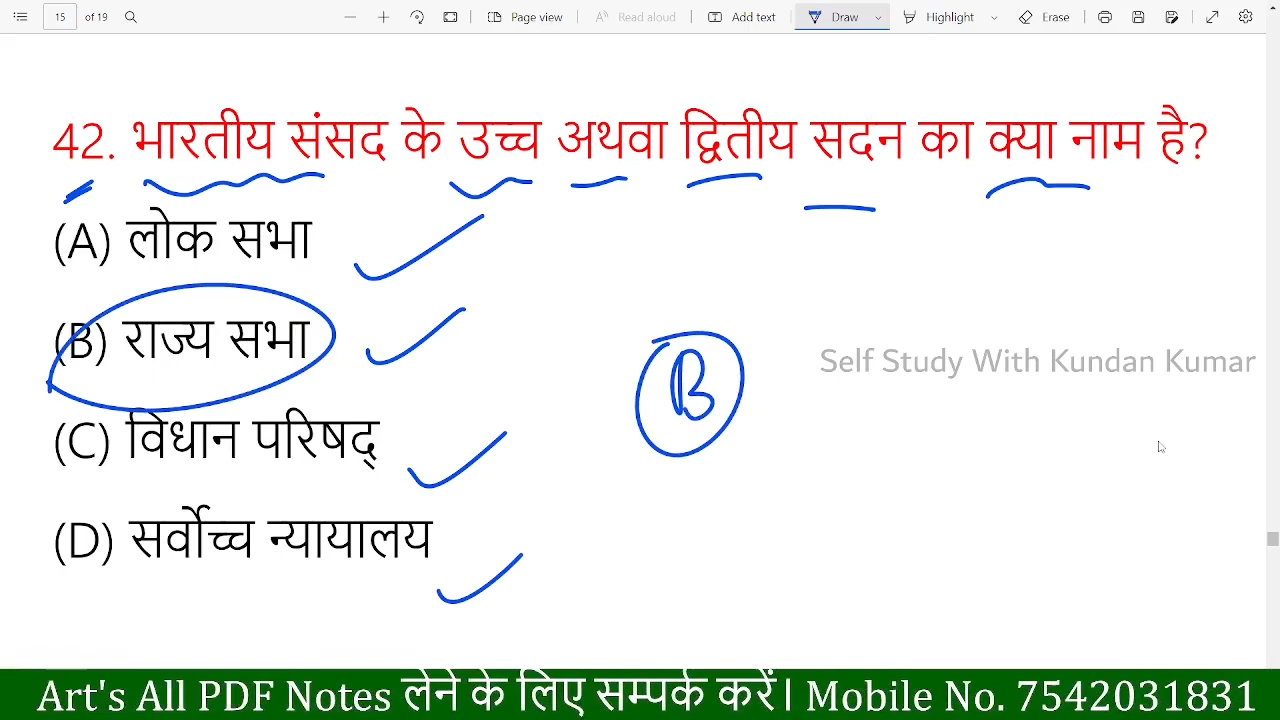 15 of 19 Page view Read aloud Add text Draw Highlight Erase
42. भारतीय संसद के उच्च अथवा द्वितीय सदन का क्या नाम है?
(A) लोक सभा
(B) राज्य सभा
B
Self Study With Kundan Kumar
(C) विधान परिषद्
(D) सर्वोच्च न्यायालय
Art's All PDF Notes लेने के लिए सम्पर्क करें। Mobile No. 7542031831